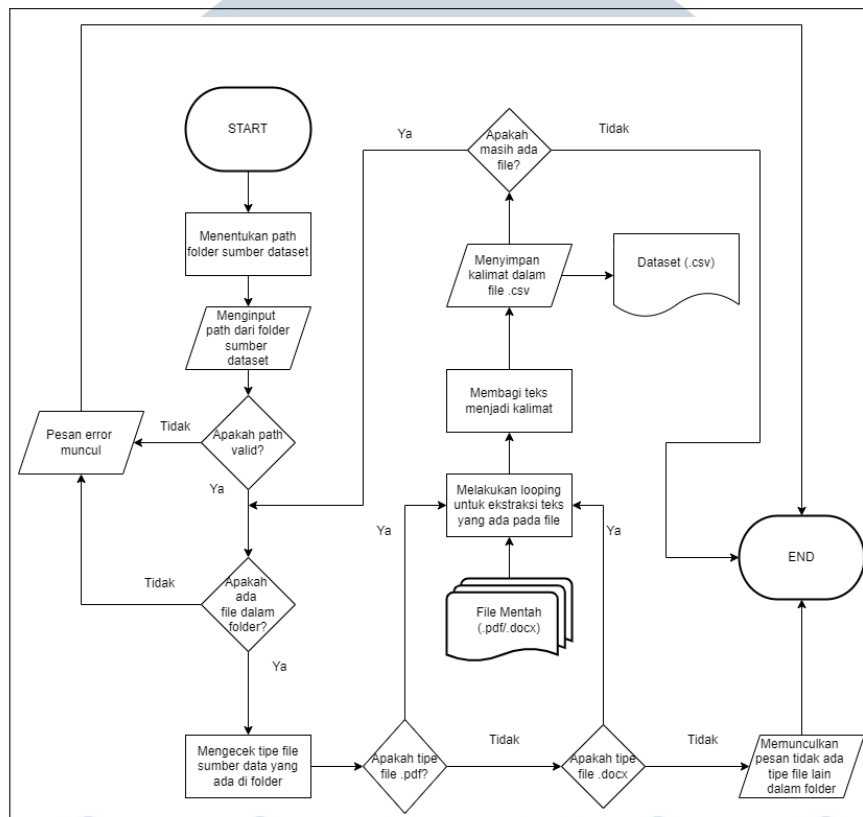 START
Menentukan path
folder sumber dataset
Menginput
path dari folder
sumber
dataset
Apakah path
valid?
Tidak
Pesan error
muncul
Ya
Apakah
ada
file dalam
folder?
Tidak
Ya
Mengecek tipe file
sumber data yang
ada di folder
Apakah tipe
file .pdf?
Ya
Tidak
Apakah tipe
file .docx
Ya
Tidak
Memunculkan
pesan tidak ada
tipe file lain
dalam folder
File Mentah
(.pdf/.docx)
Melakukan looping
untuk ekstraksi teks
yang ada pada file
Membagi teks
menjadi kalimat
Menyimpan
kalimat dalam
file .csv
Dataset (.csv)
Apakah
masih ada
file?
Ya
Tidak
END